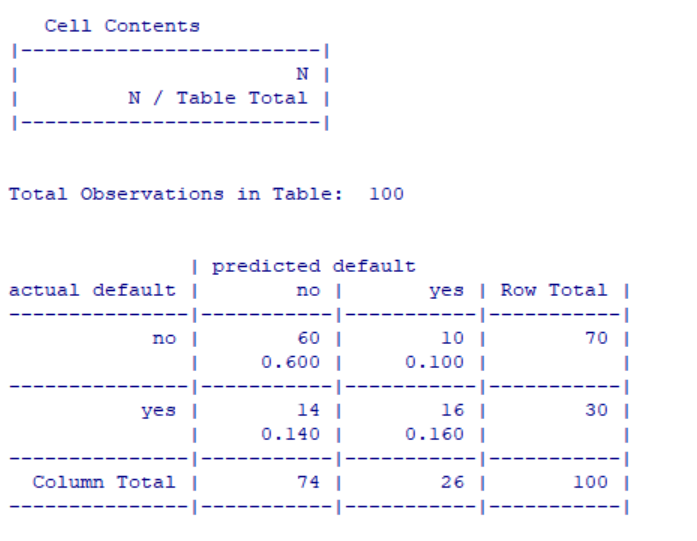 Cell Contents
|-------------------------|
|                       N |
|         N / Table Total |
|-------------------------|
Total Observations in Table:  100
               | predicted default
actual default |        no |       yes | Row Total |
---------------|-----------|-----------|-----------|
            no |        60 |        10 |        70 |
               |     0.600 |     0.100 |           |
---------------|-----------|-----------|-----------|
           yes |        14 |        16 |        30 |
               |     0.140 |     0.160 |           |
---------------|-----------|-----------|-----------|
  Column Total |        74 |        26 |       100 |
---------------|-----------|-----------|-----------|